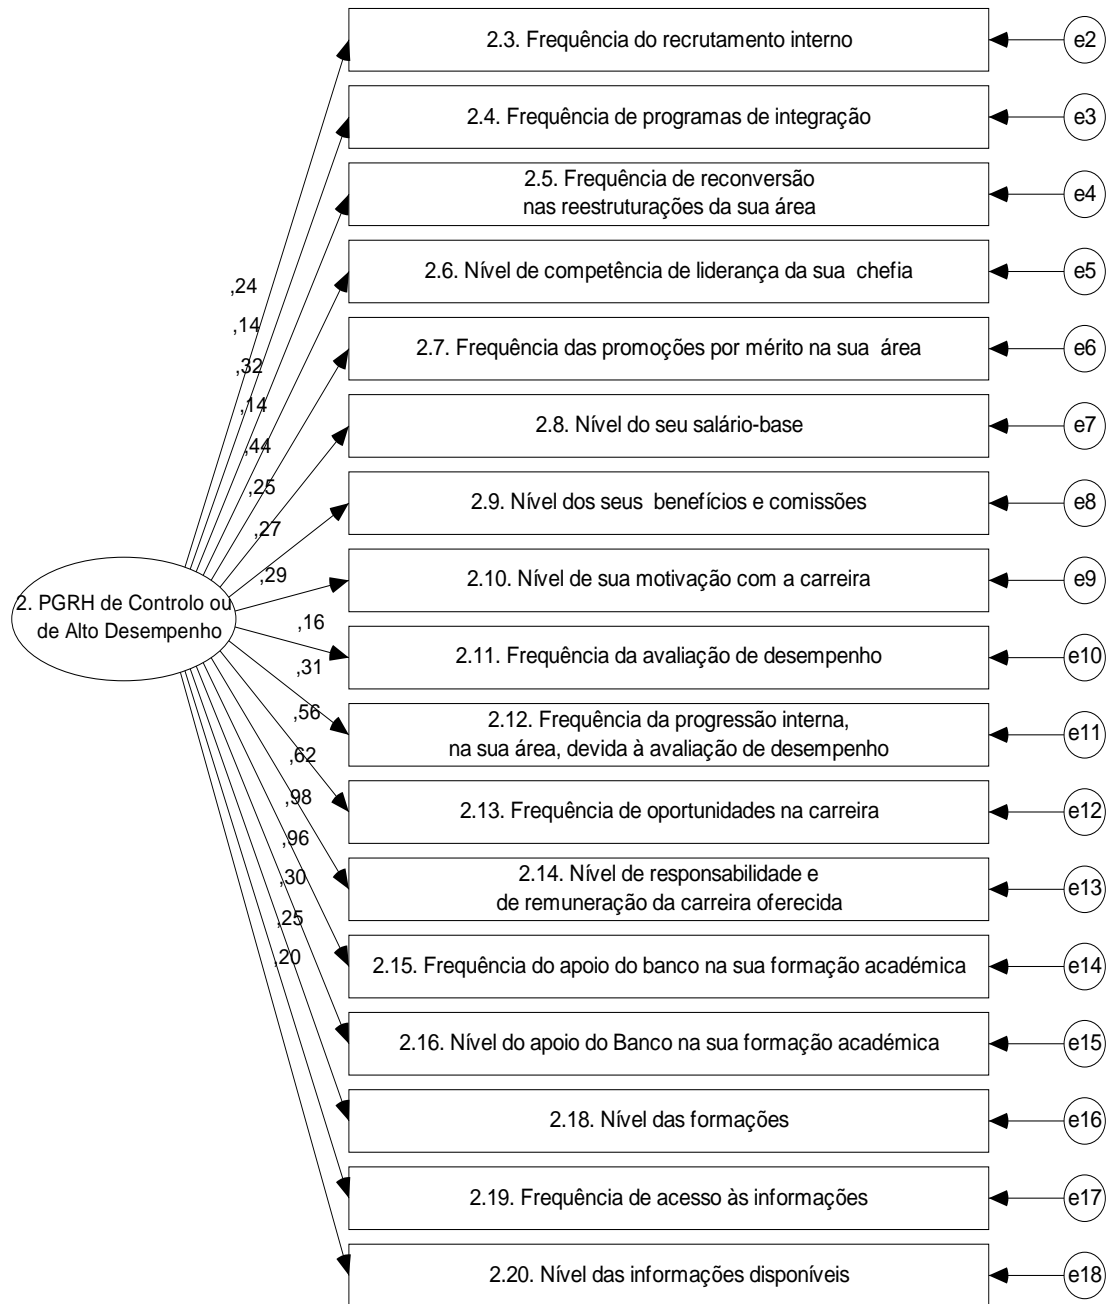 2.3. Frequência do recrutamento interno
e2
2.4. Frequência de programas de integração
e3
2.5. Frequência de reconversão
nas reestruturações da sua área
e4
2.6. Nível de competência de liderança da sua chefia
e5
2.7. Frequência das promoções por mérito na sua área
e6
2.8. Nível do seu salário-base
e7
2.9. Nível dos seus benefícios e comissões
e8
2.10. Nível de sua motivação com a carreira
e9
2.11. Frequência da avaliação de desempenho
e10
2.12. Frequência da progressão interna,
na sua área, devida à avaliação de desempenho
e11
2.13. Frequência de oportunidades na carreira
e12
2.14. Nível de responsabilidade e
de remuneração da carreira oferecida
e13
2.15. Frequência do apoio do banco na sua formação académica
e14
2.16. Nível do apoio do Banco na sua formação académica
e15
2.18. Nível das formações
e16
2.19. Frequência de acesso às informações
e17
2.20. Nível das informações disponíveis
e18
,24
,14
,32
,14
,44
,25
,27
,29
,16
,31
,56
,62
,98
,96
,30
,25
,20
2. PGRH de Controlo ou
de Alto Desempenho